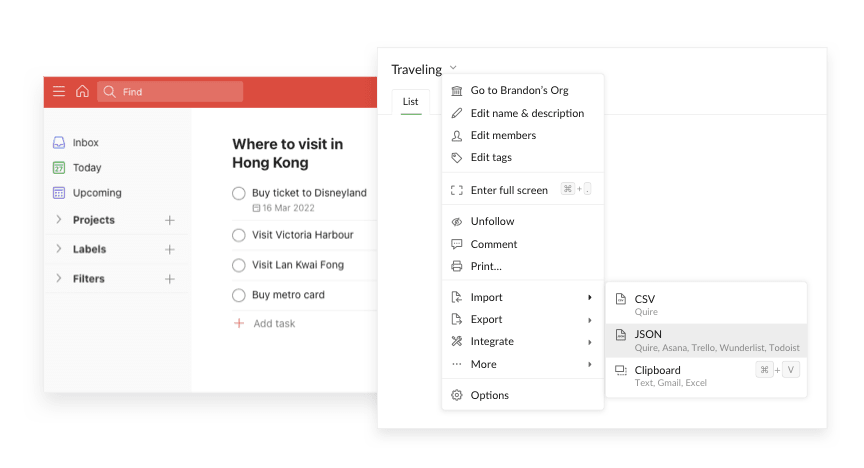 Find
Inbox
27
Today
Upcoming
Projects
Labels
Filters
Where to visit in
Hong Kong
Buy ticket to Disneyland
16 Mar 2022
Visit Victoria Harbour
Visit Lan Kwai Fong
Buy metro card
+ Add task
Traveling
List
Go to Brandon's Org
Edit name & description
Edit members
Edit tags
Enter full screen ⌘ + .
Unfollow
Comment
Print...
Import
Export
Integrate
More
Options
CSV
Quire
JSON
Quire, Asana, Trello, Wunderlist, Todoist
Clipboard ⌘ + V
Text, Gmail, Excel